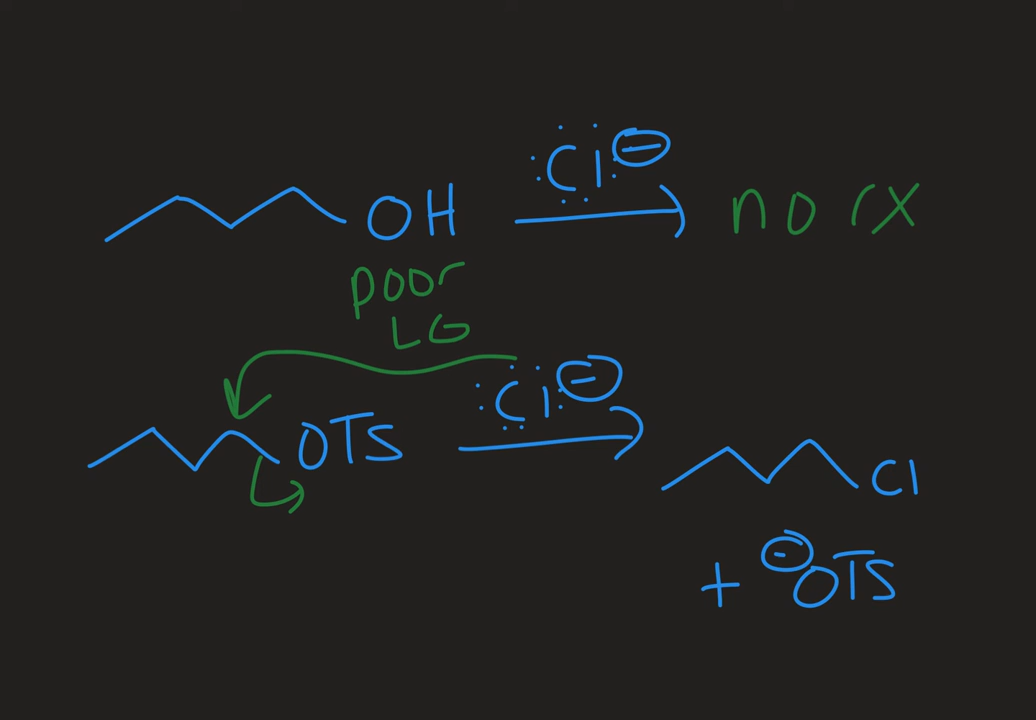 Cl⊖
OH no rx
poor
LG
Cl⊖
OTS
Cl
+ ⊖OTS